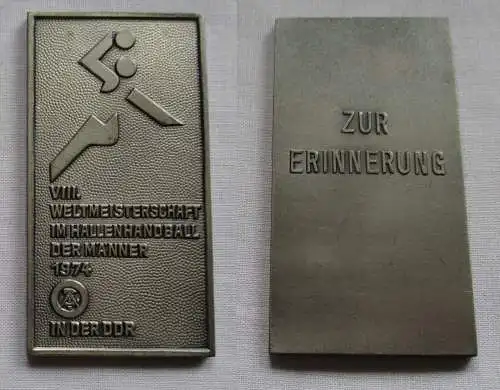 VIII.
WELTMEISTERSCHAFT
IM HALLENHANDBALL
DER MÄNNER
1974
IN DER DDR
ZUR
ERINNERUNG